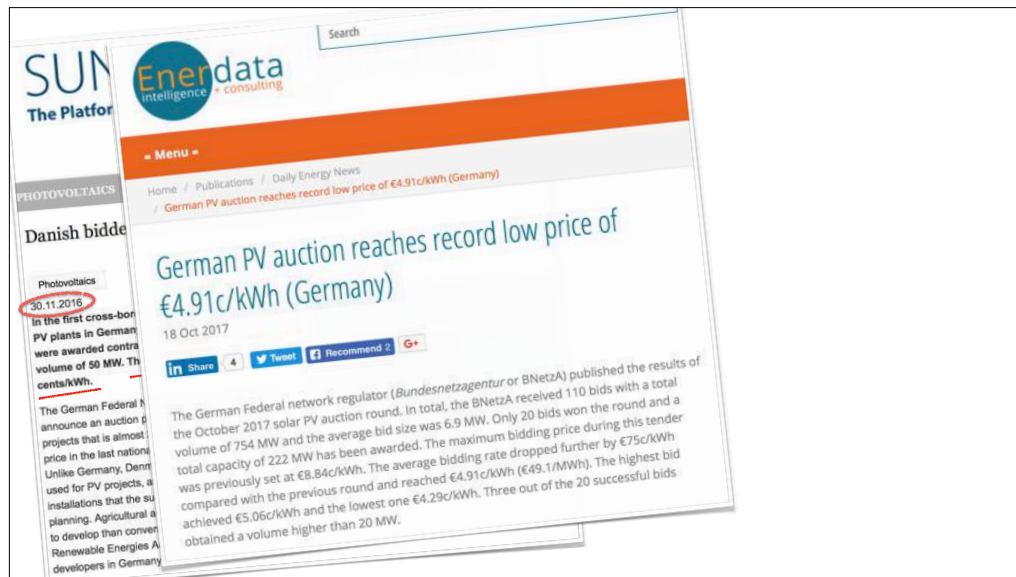 SUN
The Platfor
PHOTOVOLTAICS
Danish bidde
Photovoltaics
30.11.2016
In the first cross-bor
PV plants in German
were awarded contra
volume of 50 MW. Th
cents/kWh.
The German Federal N
announce an auction p
projects that is almost
price in the last nationa
Unlike Germany, Denm
used for PV projects, a
installations that the su
planning. Agricultural a
to develop than conver
Renewable Energies A
developers in Germany
Search
Enerdata
intelligence + consulting
= Menu =
Home / Publications / Daily Energy News
/ German PV auction reaches record low price of €4.91c/kWh (Germany)
German PV auction reaches record low price of
€4.91c/kWh (Germany)
18 Oct 2017
in Share 4 Tweet f Recommend 2 G+
The German Federal network regulator (Bundesnetzagentur or BNetzA) published the results of
the October 2017 solar PV auction round. In total, the BNetzA received 110 bids with a total
volume of 754 MW and the average bid size was 6.9 MW. Only 20 bids won the round and a
total capacity of 222 MW has been awarded. The maximum bidding price during this tender
was previously set at €8.84c/kWh. The average bidding rate dropped further by €75c/kWh
compared with the previous round and reached €4.91c/kWh (€49.1/MWh). The highest bid
achieved €5.06c/kWh and the lowest one €4.29c/kWh. Three out of the 20 successful bids
obtained a volume higher than 20 MW.